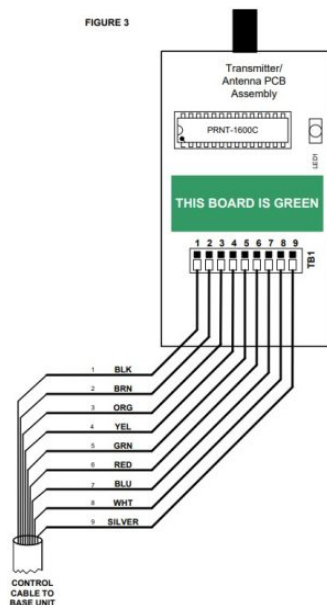 FIGURE 3
Transmitter/
Antenna PCB
Assembly
PRNT-1600C
LED1
THIS BOARD IS GREEN
1 2 3 4 5 6 7 8 9
TB1
1 BLK
2 BRN
3 ORG
4 YEL
5 GRN
6 RED
7 BLU
8 WHT
9 SILVER
CONTROL
CABLE TO
BASE UNIT